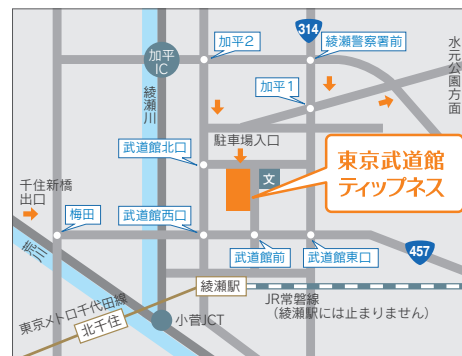 314
加平2
綾瀬警察署前
水元公園方面
加平
IC
綾瀬川
加平1
駐車場入口
武道館北口
東京武道館
ティップネス
文
千住新橋
出口
梅田
武道館西口
武道館前
武道館東口
457
荒川
綾瀬駅
JR常磐線
（綾瀬駅には止まりません）
東京メトロ千代田線
北千住
小菅JCT